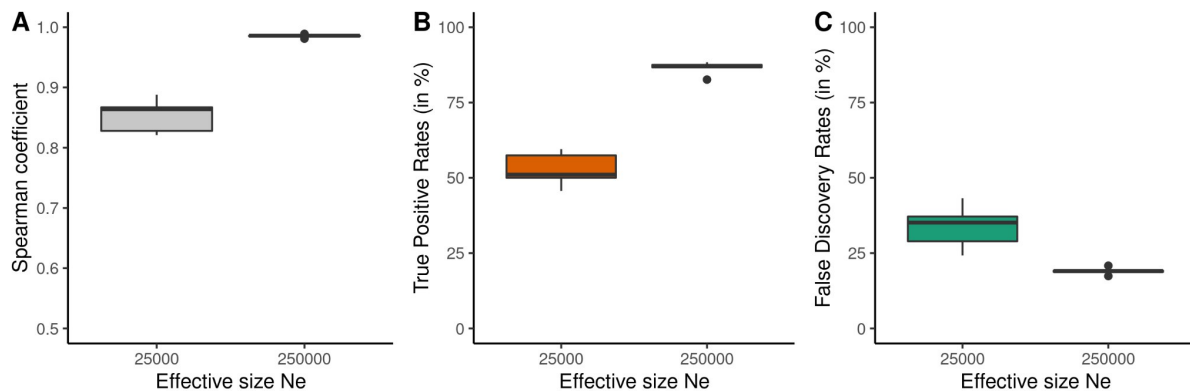 A
Spearman coefficient
1.0
0.9
0.8
0.7
0.6
0.5
25000
250000
Effective size Ne
B
True Positive Rates (in %)
100
75
50
25
0
25000
250000
Effective size Ne
C
False Discovery Rates (in %)
100
75
50
25
0
25000
250000
Effective size Ne